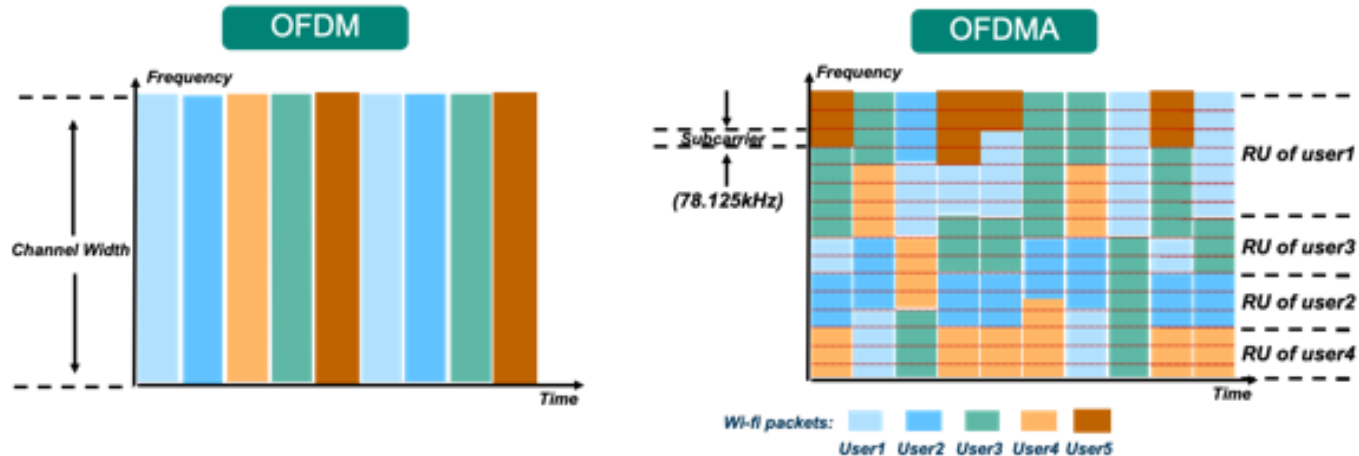 OFDM
Frequency
Channel Width
Time
OFDMA
Frequency
Subcarrier
(78.125kHz)
RU of user1
RU of user3
RU of user2
RU of user4
Time
Wi-fi packets:
User1 User2 User3 User4 User5